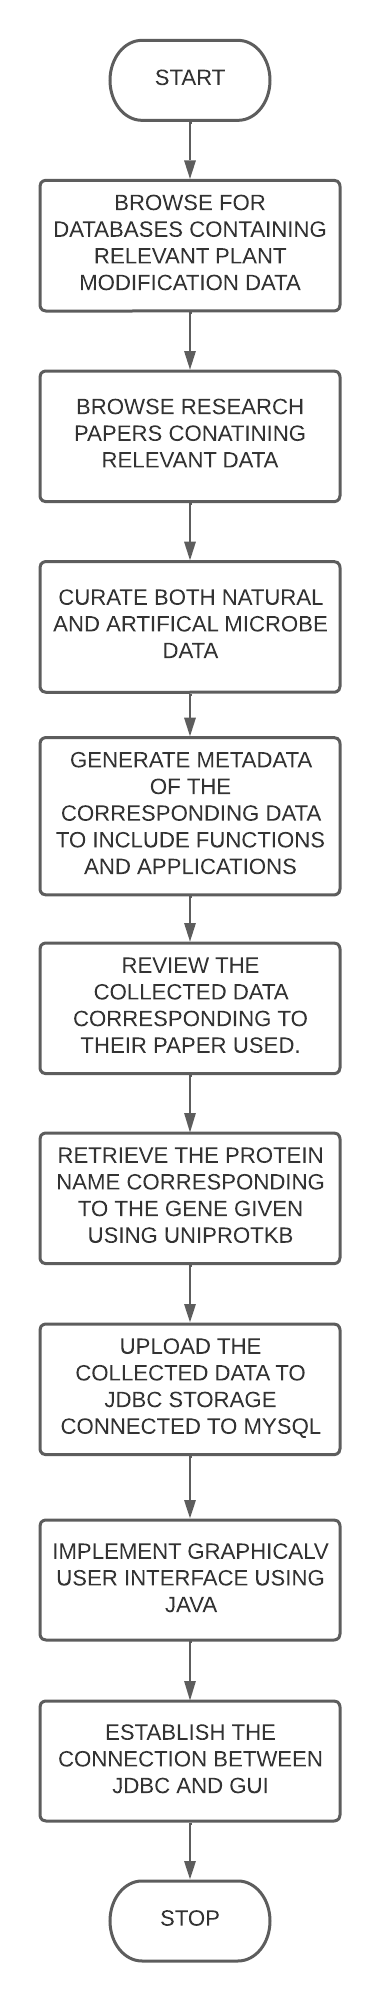 START
BROWSE FOR
DATABASES CONTAINING
RELEVANT PLANT
MODIFICATION DATA
BROWSE RESEARCH
PAPERS CONATINING
RELEVANT DATA
CURATE BOTH NATURAL
AND ARTIFICAL MICROBE
DATA
GENERATE METADATA
OF THE
CORRESPONDING DATA
TO INCLUDE FUNCTIONS
AND APPLICATIONS
REVIEW THE
COLLECTED DATA
CORRESPONDING TO
THEIR PAPER USED.
RETRIEVE THE PROTEIN
NAME CORRESPONDING
TO THE GENE GIVEN
USING UNIPROTKB
UPLOAD THE
COLLECTED DATA TO
JDBC STORAGE
CONNECTED TO MYSQL
IMPLEMENT GRAPHICALV
USER INTERFACE USING
JAVA
ESTABLISH THE
CONNECTION BETWEEN
JDBC AND GUI
STOP